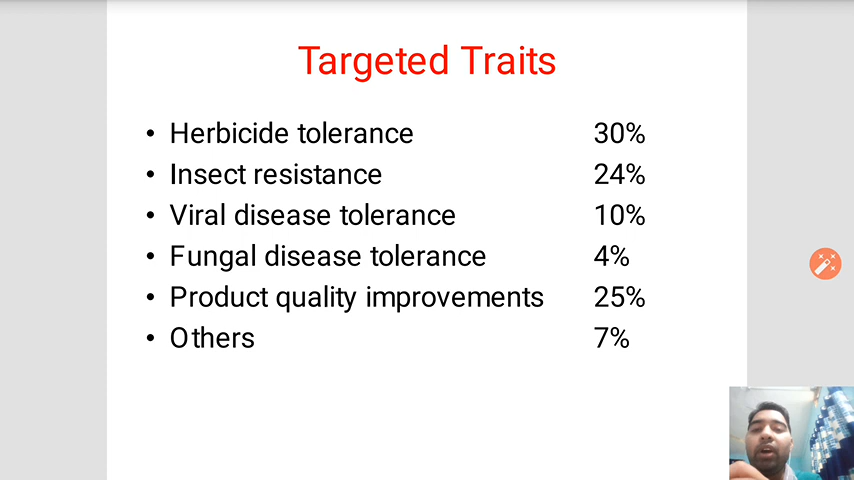 Targeted Traits
• Herbicide tolerance 30%
• Insect resistance 24%
• Viral disease tolerance 10%
• Fungal disease tolerance 4%
• Product quality improvements 25%
• Others 7%